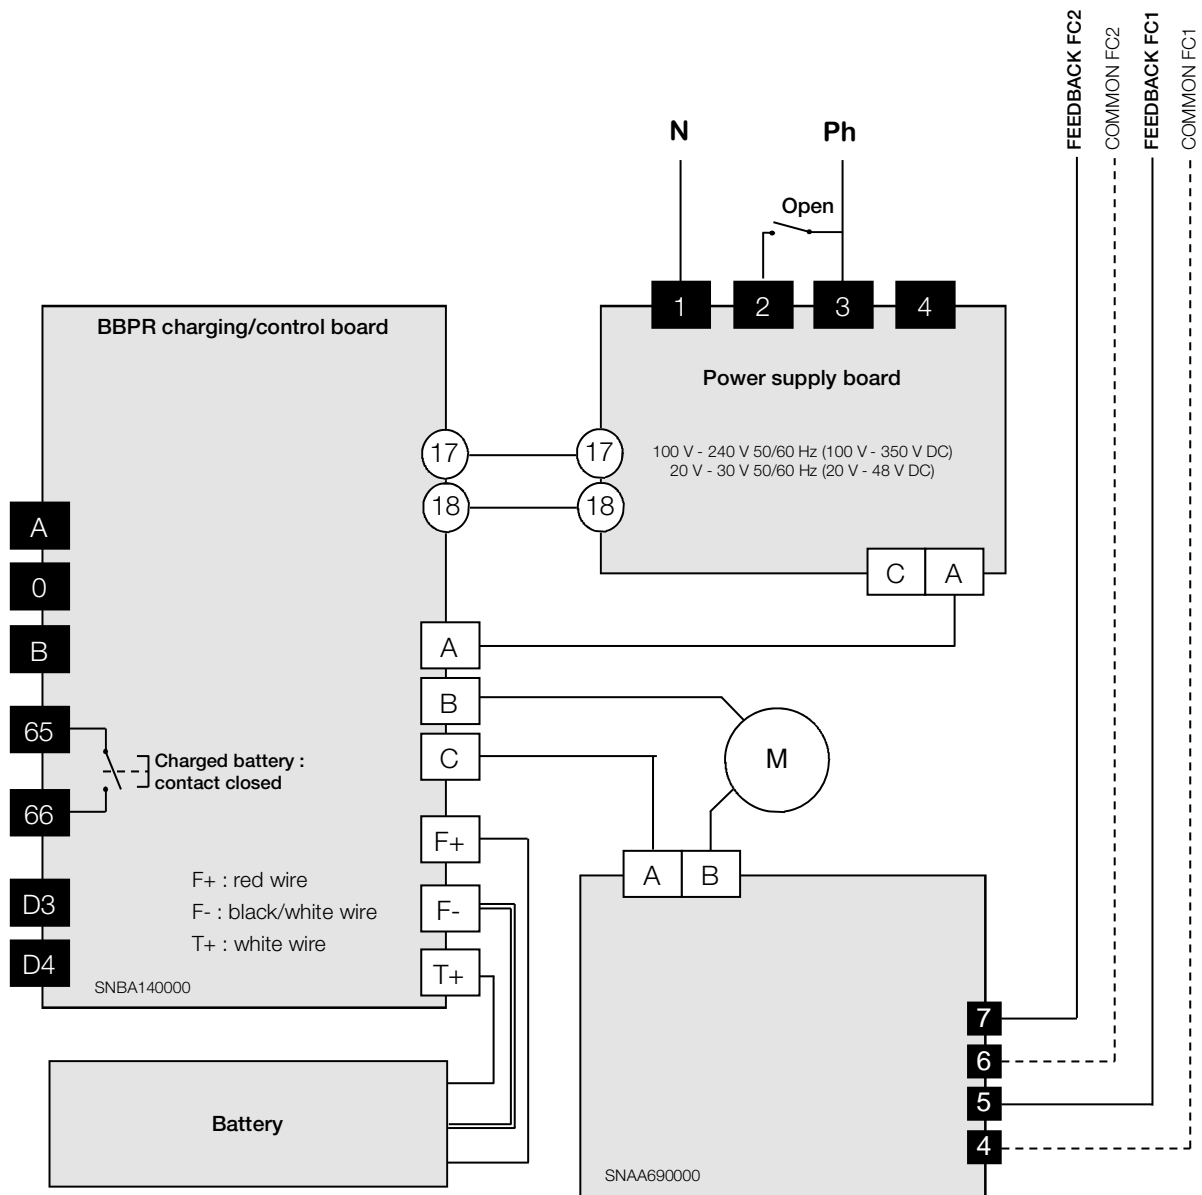 FEEDBACK FC2
COMMON FC2
FEEDBACK FC1
COMMON FC1
N
Ph
Open
1
2
3
4
BBPR charging/control board
Power supply board
17
17
100 V - 240 V 50/60 Hz (100 V - 350 V DC)
20 V - 30 V 50/60 Hz (20 V - 48 V DC)
18
18
A
0
B
C
A
A
B
C
M
65
Charged battery :
contact closed
66
F+
A
B
F+ : red wire
F- : black/white wire
T+ : white wire
D3
F-
D4
T+
SNBA140000
7
6
5
4
Battery
SNAA690000